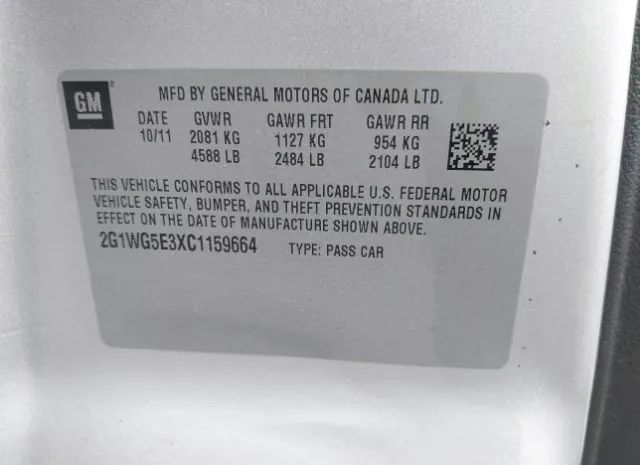 GM
MFD BY GENERAL MOTORS OF CANADA LTD.
DATE GVWR GAWR FRT GAWR RR
10/11 2081 KG 1127 KG 954 KG
4588 LB 2484 LB 2104 LB
THIS VEHICLE CONFORMS TO ALL APPLICABLE U.S. FEDERAL MOTOR
VEHICLE SAFETY, BUMPER, AND THEFT PREVENTION STANDARDS IN
EFFECT ON THE DATE OF MANUFACTURE SHOWN ABOVE.
2G1WG5E3XC1159664 TYPE: PASS CAR